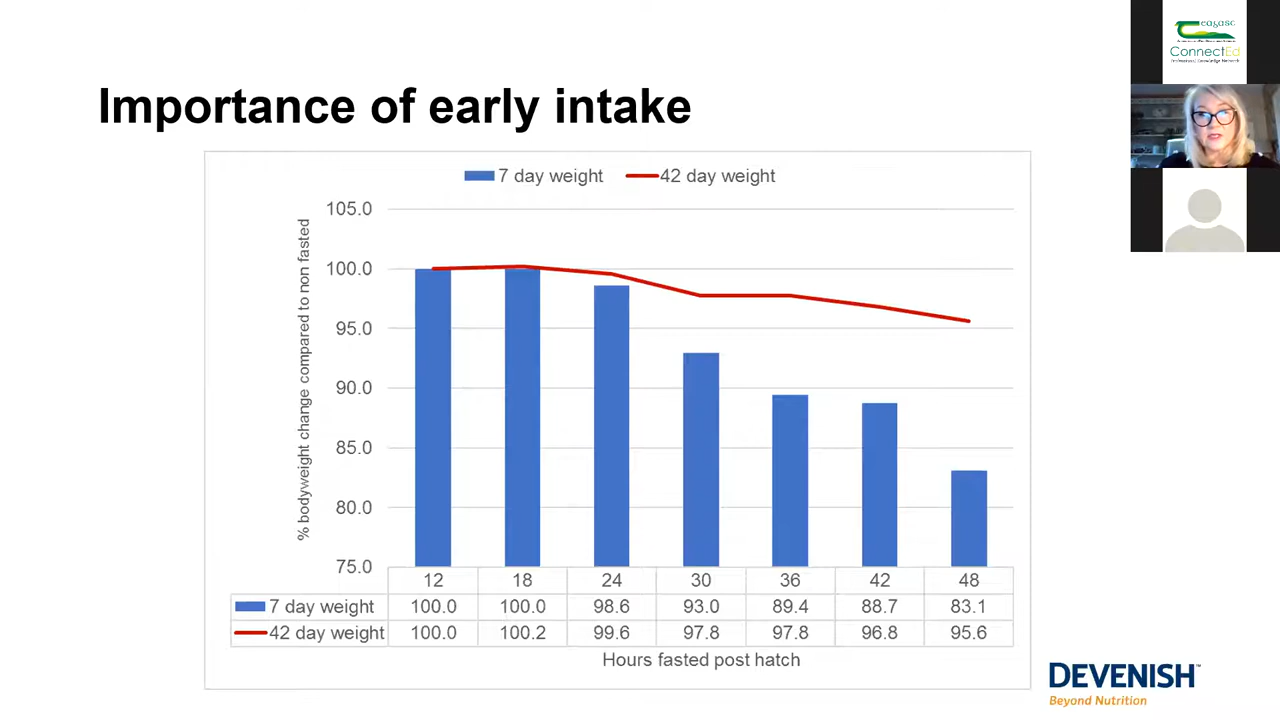 Importance of early intake
7 day weight 42 day weight
% bodyweight change compared to non fasted
105.0
100.0
95.0
90.0
85.0
80.0
75.0
12 18 24 30 36 42 48
7 day weight 100.0 100.0 98.6 93.0 89.4 88.7 83.1
42 day weight 100.0 100.2 99.6 97.8 97.8 96.8 95.6
Hours fasted post hatch
DEVENISH™
Beyond Nutrition
eagasc
ConnectEd